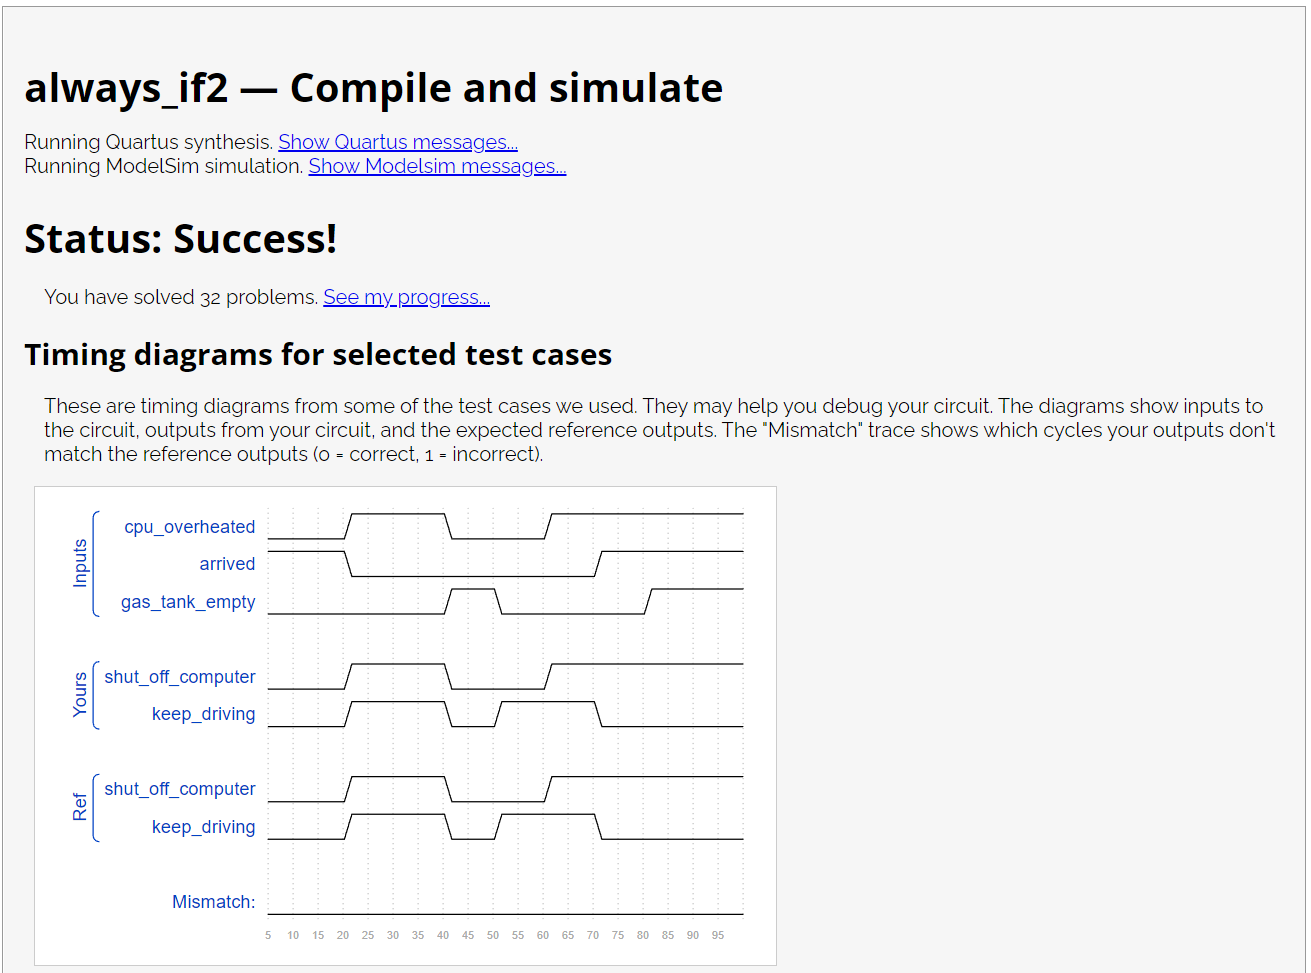 always_if2 — Compile and simulate
Running Quartus synthesis. Show Quartus messages...
Running ModelSim simulation. Show Modelsim messages...
Status: Success!
You have solved 32 problems. See my progress...
Timing diagrams for selected test cases
These are timing diagrams from some of the test cases we used. They may help you debug your circuit. The diagrams show inputs to
the circuit, outputs from your circuit, and the expected reference outputs. The "Mismatch" trace shows which cycles your outputs don't
match the reference outputs (0 = correct, 1 = incorrect).
Inputs
cpu_overheated
arrived
gas_tank_empty
Yours
shut_off_computer
keep_driving
Ref
shut_off_computer
keep_driving
Mismatch:
5 10 15 20 25 30 35 40 45 50 55 60 65 70 75 80 85 90 95